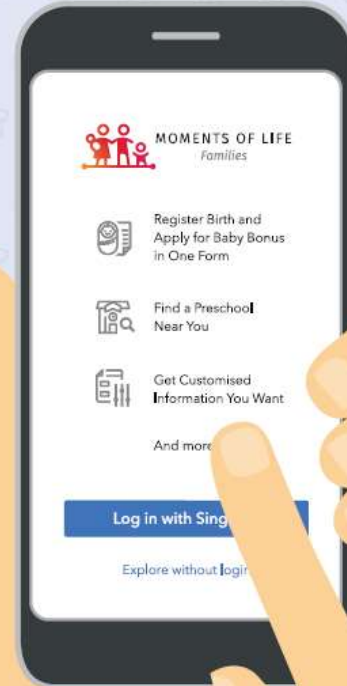 MOMENTS OF LIFE
Families
Register Birth and
Apply for Baby Bonus
in One Form
Find a Preschool
Near You
Get Customised
Information You Want
And more
Log in with Sing
Explore without login